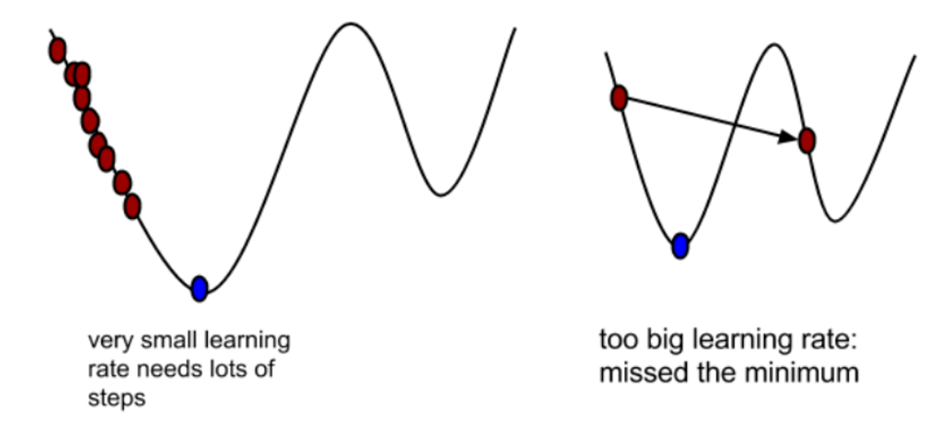 very small learning
rate needs lots of
steps
too big learning rate:
missed the minimum